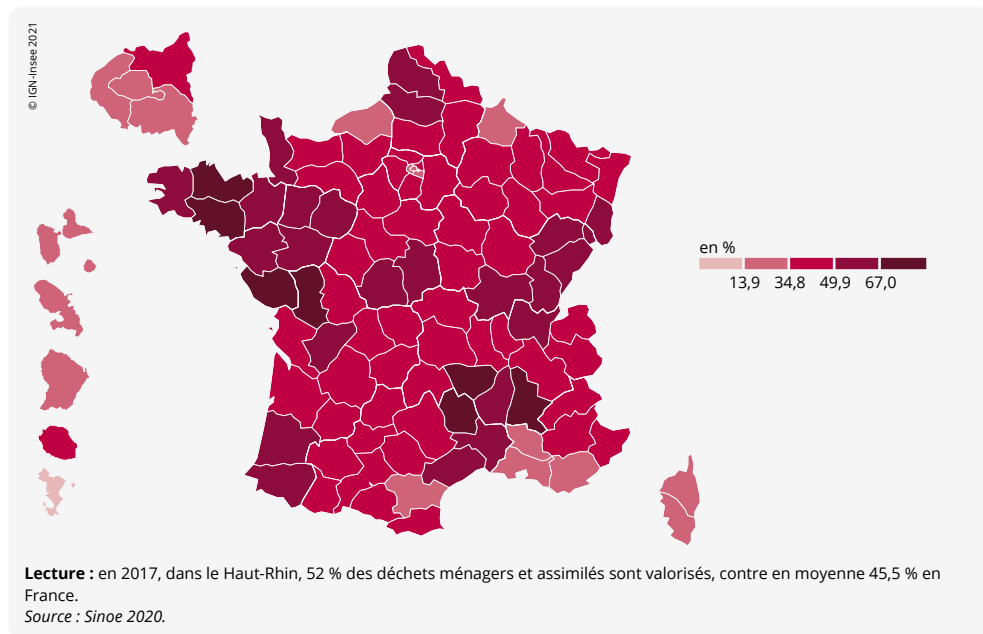 © IGN-Insee 2021
en %
13,9 34,8 49,9 67,0
Lecture : en 2017, dans le Haut-Rhin, 52 % des déchets ménagers et assimilés sont valorisés, contre en moyenne 45,5 % en
France.
Source : Sinoe 2020.